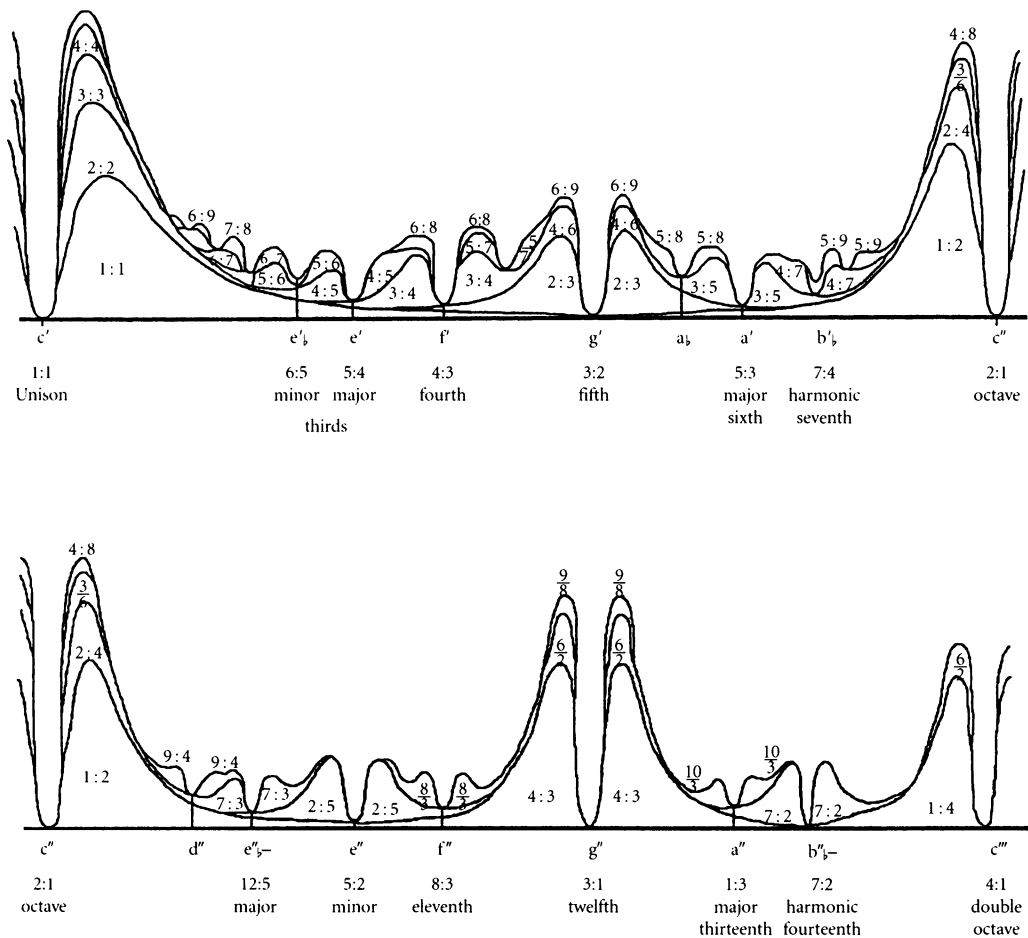 4:8
4:4
3/6
3:3
2:4
2:2
6:9 6:9
6:9 7:8 6:8 6:8 4:6 4:6 5:8 5:8 5:9 5:9
6:7 6:7 5:6 5:7 5/7 4:7
5:6 4:5 4:5 3:4 3:4 2:3 2:3 3:5 3:5 4:7
1:1 1:2
c′ e′♭ e′ f′ g′ a♭ a′ b′♭ c″
1:1 6:5 5:4 4:3 3:2 5:3 7:4 2:1
Unison minor major fourth fifth major harmonic octave
thirds sixth seventh
4:8
3/6 9/8 9/8
2:4 6/2 6/2 6/2
9:4 9:4 10/3 10/3
1:2 7:3 7:3 2:5 2:5 8/3 8/3 4:3 4:3 7:2 7:2 1:4
c″ d″ e″♭– e″ f″ g″ a″ b″♭– c‴
2:1 12:5 5:2 8:3 3:1 1:3 7:2 4:1
octave major minor eleventh twelfth major harmonic double
thirteenth fourteenth octave